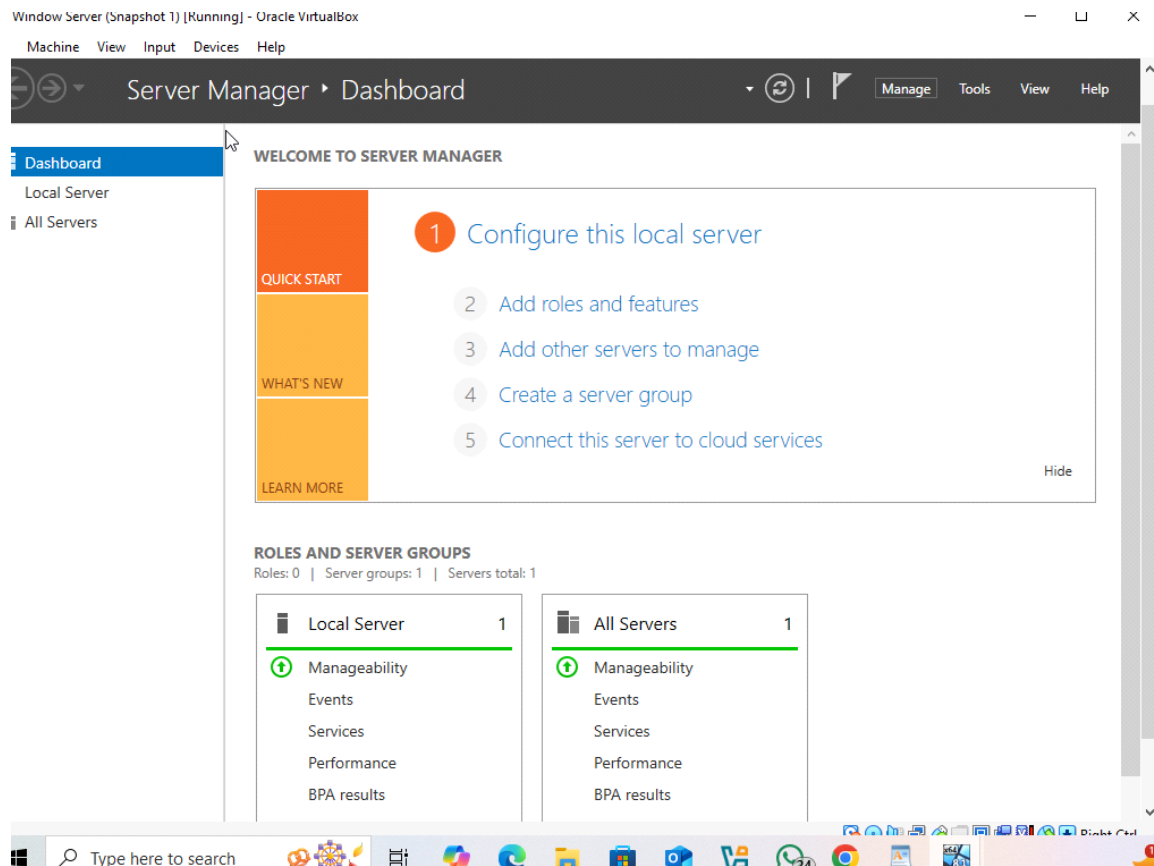 Window Server (Snapshot 1) [Running] - Oracle VirtualBox
Machine View Input Devices Help
Server Manager Dashboard
Manage Tools View Help
Dashboard
Local Server
All Servers
WELCOME TO SERVER MANAGER
QUICK START
WHAT'S NEW
LEARN MORE
1 Configure this local server
2 Add roles and features
3 Add other servers to manage
4 Create a server group
5 Connect this server to cloud services
Hide
ROLES AND SERVER GROUPS
Roles: 0 | Server groups: 1 | Servers total: 1
Local Server 1
Manageability
Events
Services
Performance
BPA results
All Servers 1
Manageability
Events
Services
Performance
BPA results
Right Ctrl
Type here to search